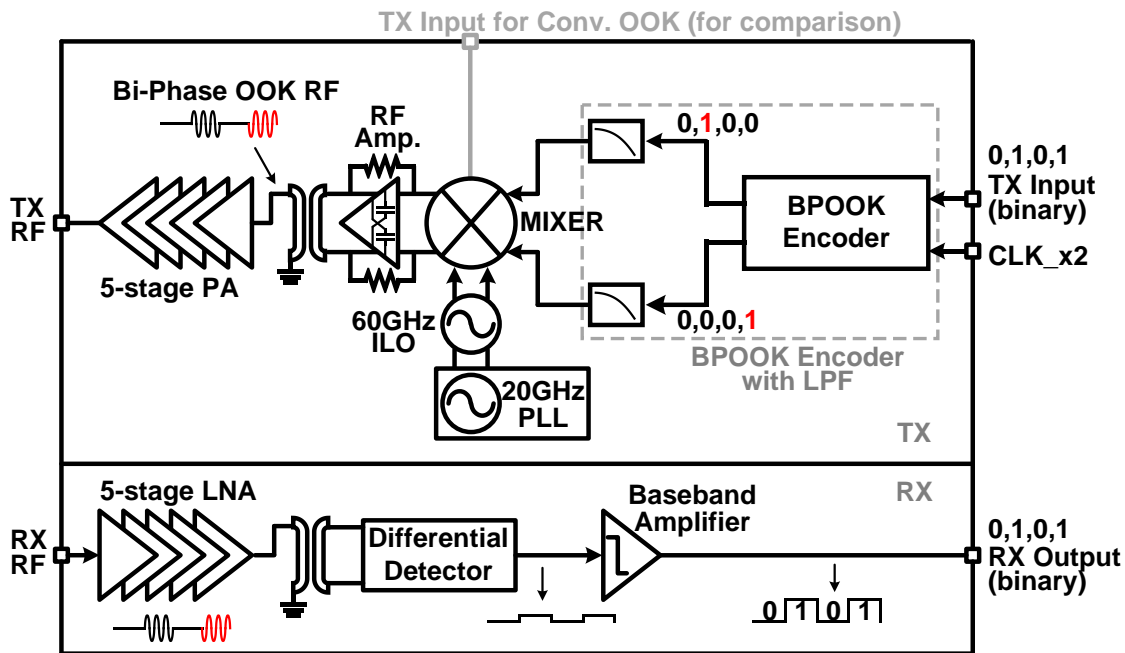 TX Input for Conv. OOK (for comparison)
Bi-Phase OOK RF
RF
Amp.
0,1,0,0
0,1,0,1
TX Input
(binary)
CLK_x2
BPOOK
Encoder
MIXER
TX
RF
5-stage PA
60GHz
ILO
0,0,0,1
BPOOK Encoder
with LPF
20GHz
PLL
TX
5-stage LNA
RX
Baseband
Amplifier
0,1,0,1
RX Output
(binary)
RX
RF
Differential
Detector
0 1 0 1